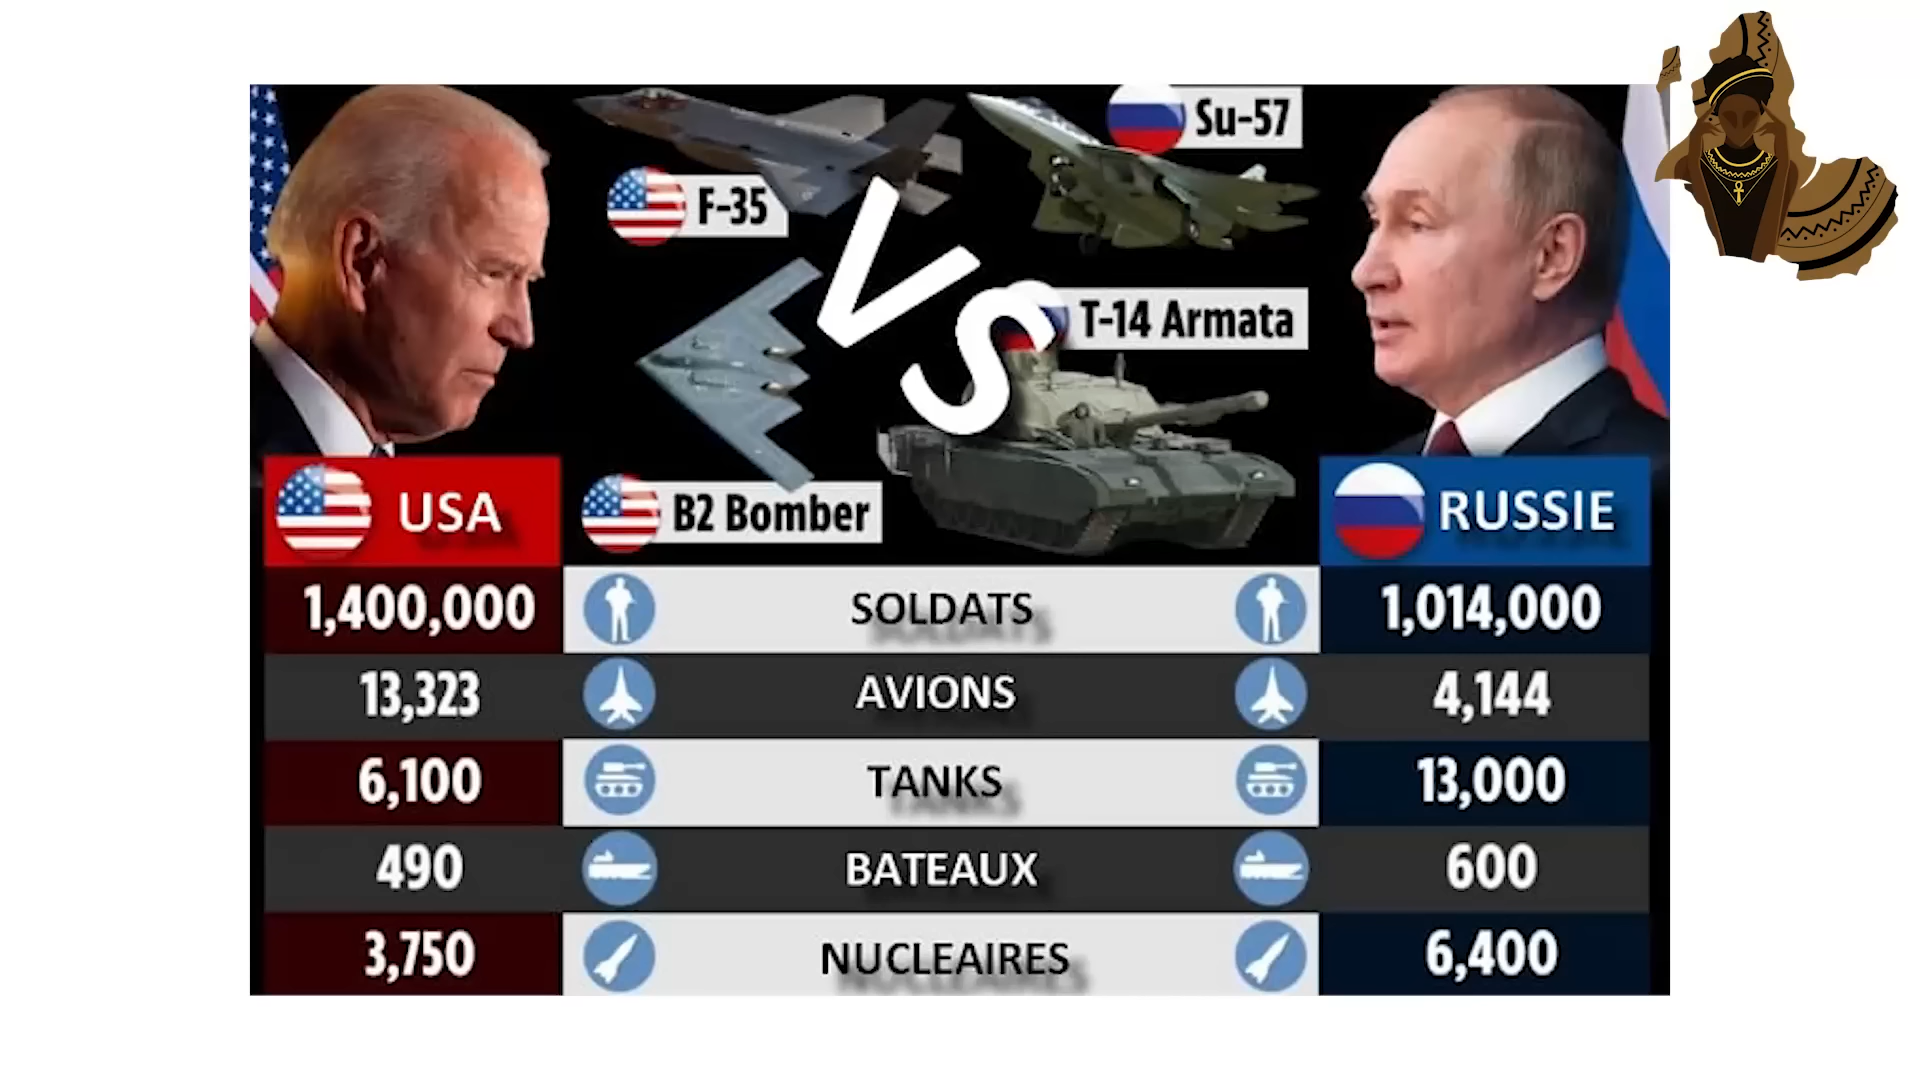 Su-57
F-35
VS
T-14 Armata
B2 Bomber
USA
RUSSIE
1,400,000 SOLDATS 1,014,000
13,323 AVIONS 4,144
6,100 TANKS 13,000
490 BATEAUX 600
3,750 NUCLEAIRES 6,400